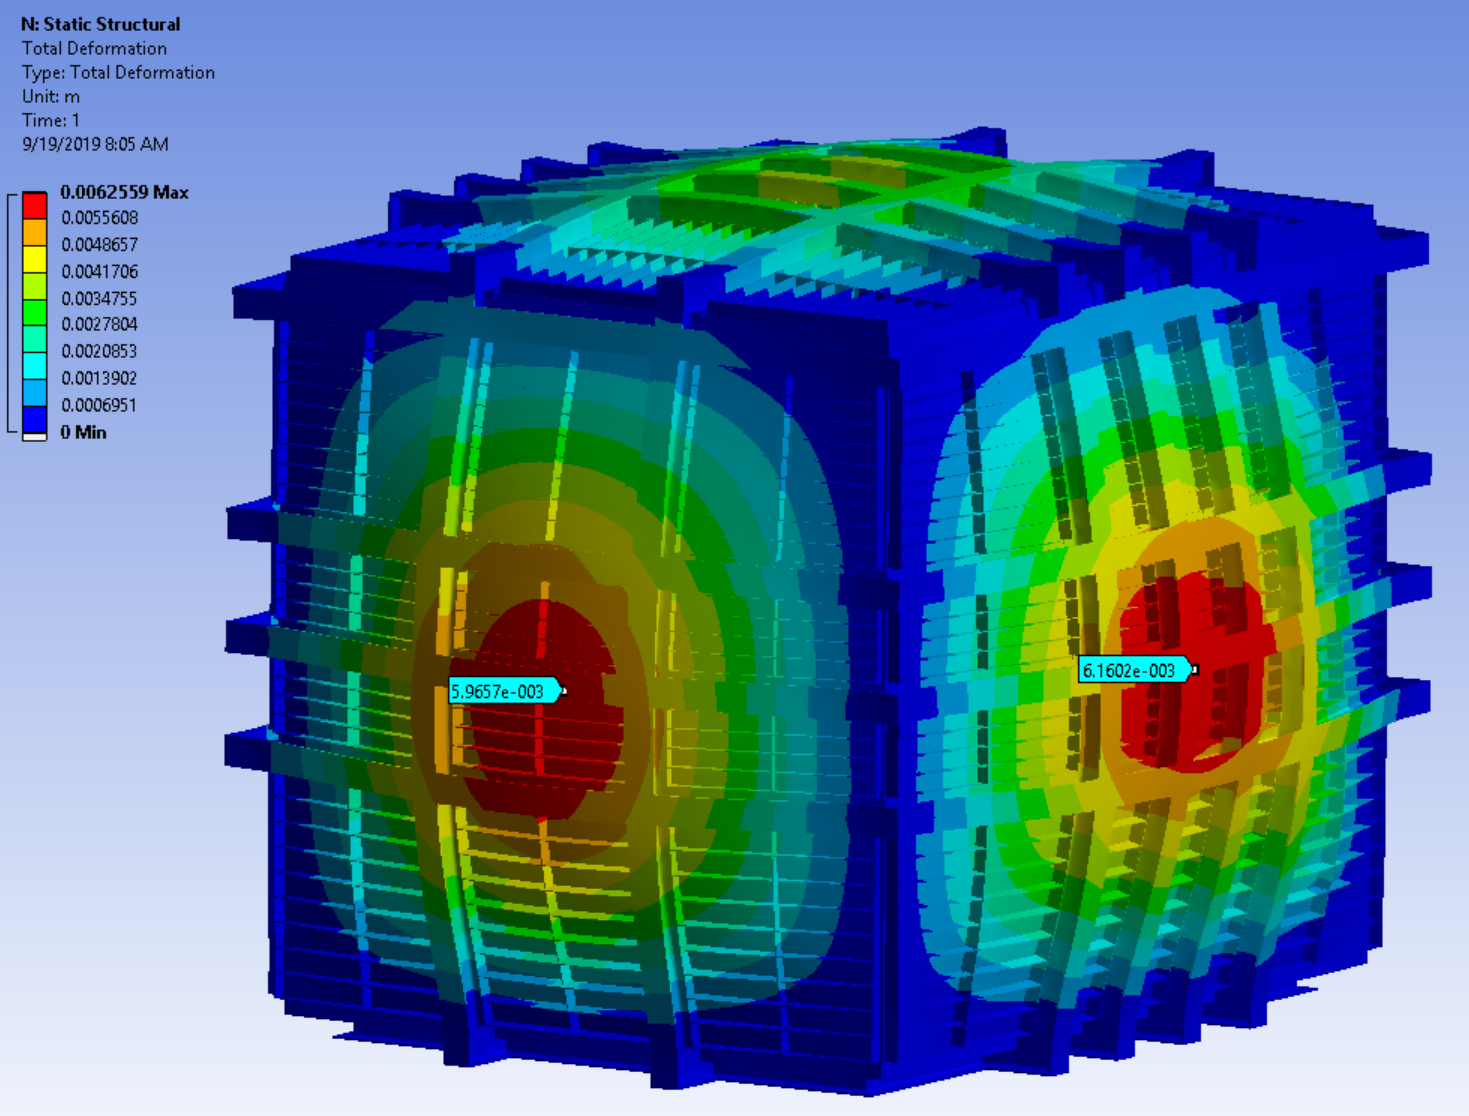 N: Static Structural
Total Deformation
Type: Total Deformation
Unit: m
Time: 1
9/19/2019 8:05 AM
0.0062559 Max
0.0055608
0.0048657
0.0041706
0.0034755
0.0027804
0.0020853
0.0013902
0.0006951
0 Min
5.9657e-003
6.1602e-003